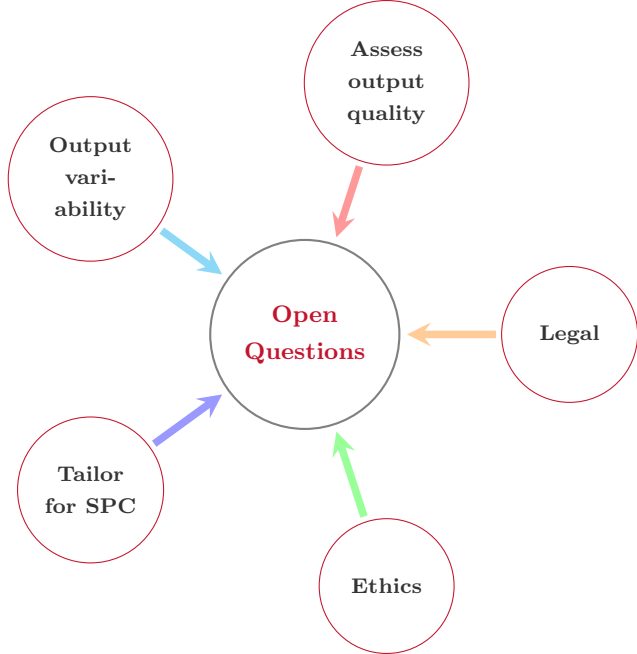 Assess
output
quality
Output
vari-
ability
Open
Questions
Legal
Tailor
for SPC
Ethics